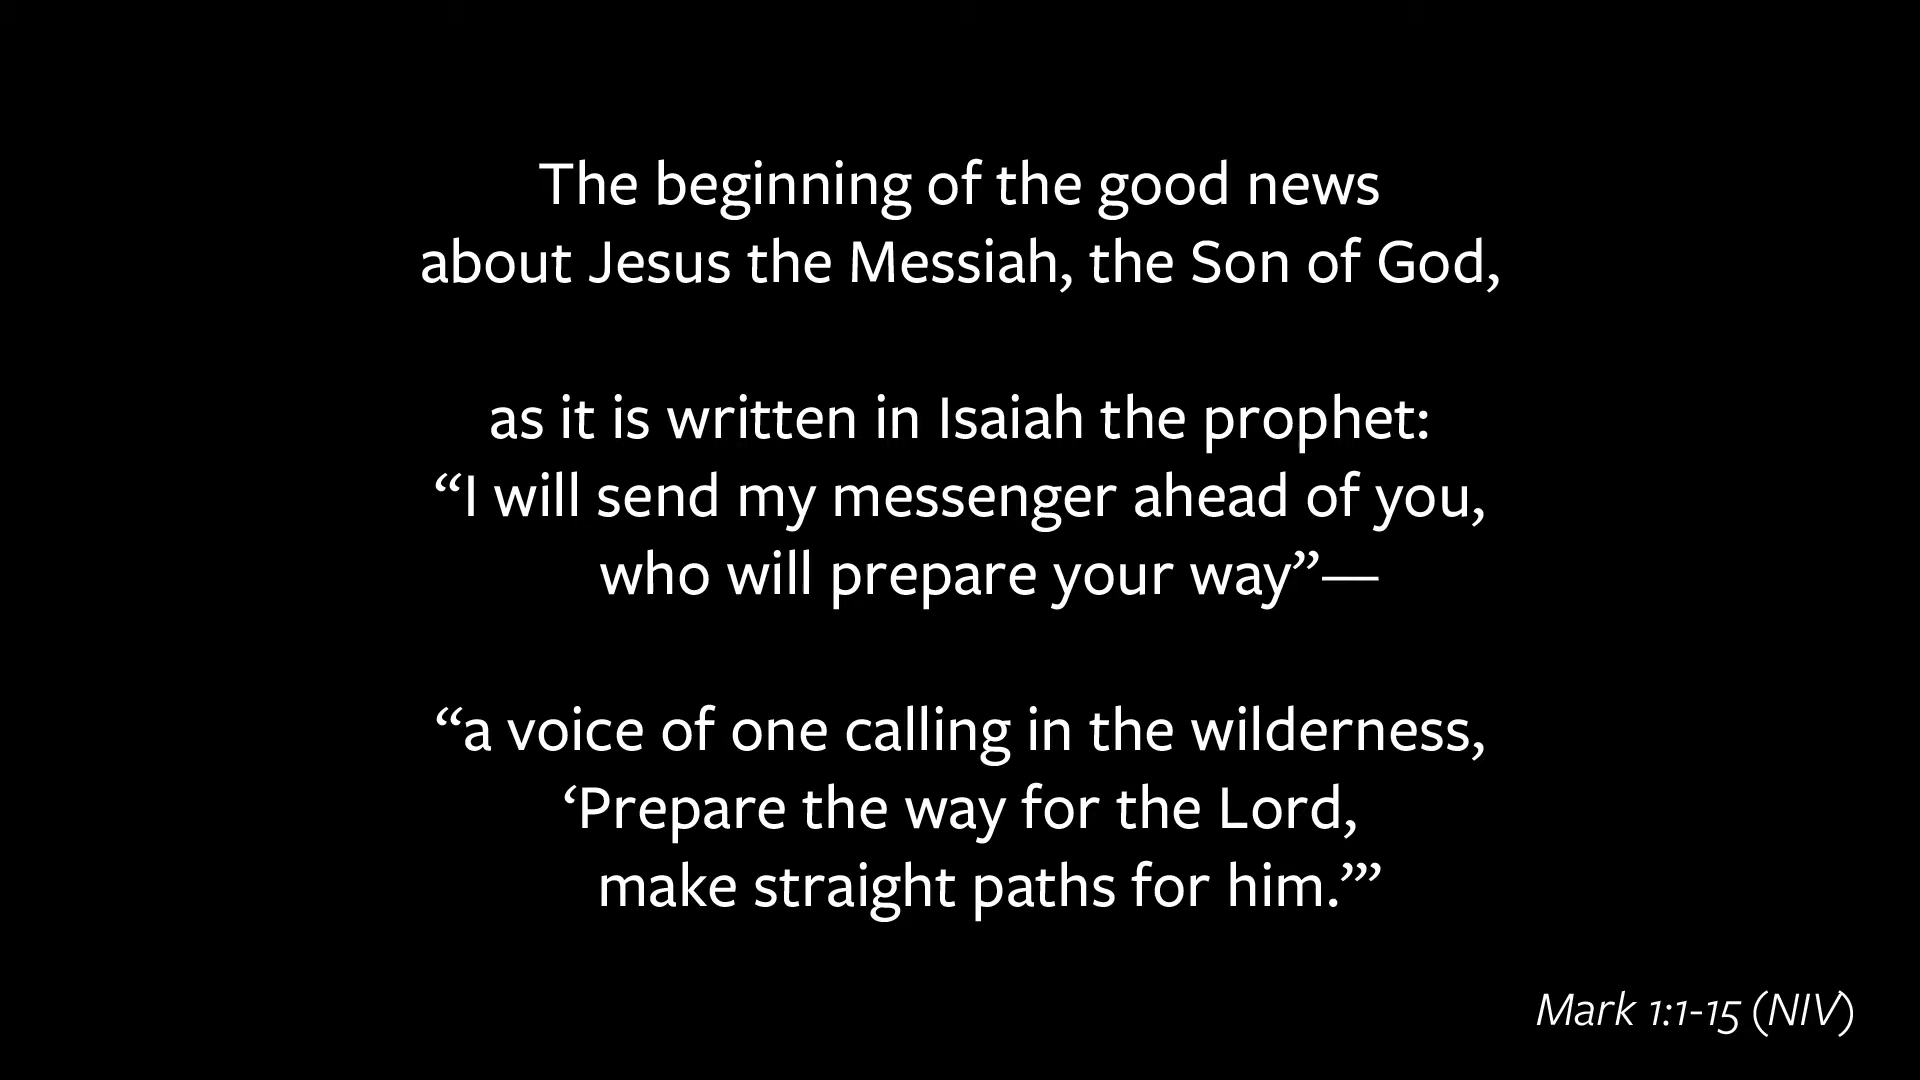 The beginning of the good news
about Jesus the Messiah, the Son of God,
as it is written in Isaiah the prophet:
“I will send my messenger ahead of you,
who will prepare your way”—
“a voice of one calling in the wilderness,
‘Prepare the way for the Lord,
make straight paths for him.’”
Mark 1:1-15 (NIV)